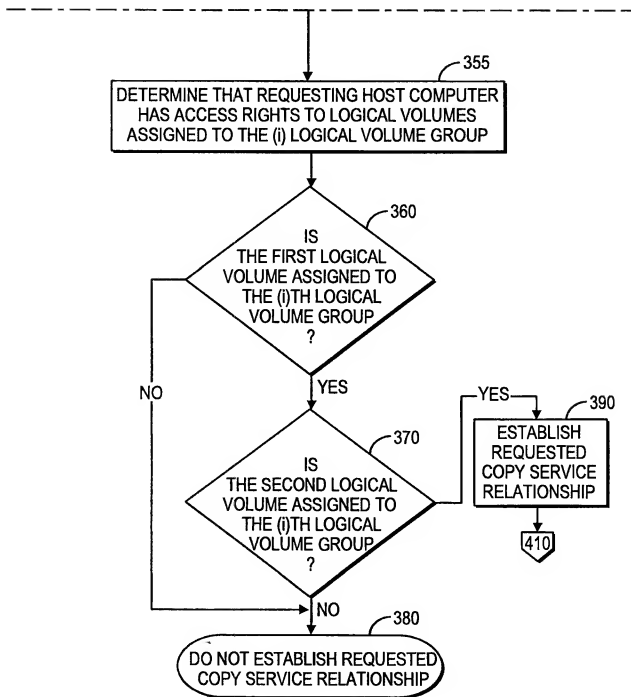 355
DETERMINE THAT REQUESTING HOST COMPUTER
HAS ACCESS RIGHTS TO LOGICAL VOLUMES
ASSIGNED TO THE (i) LOGICAL VOLUME GROUP
360
IS
THE FIRST LOGICAL
VOLUME ASSIGNED TO
THE (i)TH LOGICAL
VOLUME GROUP
?
NO
YES
370
IS
THE SECOND LOGICAL
VOLUME ASSIGNED TO
THE (i)TH LOGICAL
VOLUME GROUP
?
YES
390
ESTABLISH
REQUESTED
COPY SERVICE
RELATIONSHIP
410
NO
380
DO NOT ESTABLISH REQUESTED
COPY SERVICE RELATIONSHIP